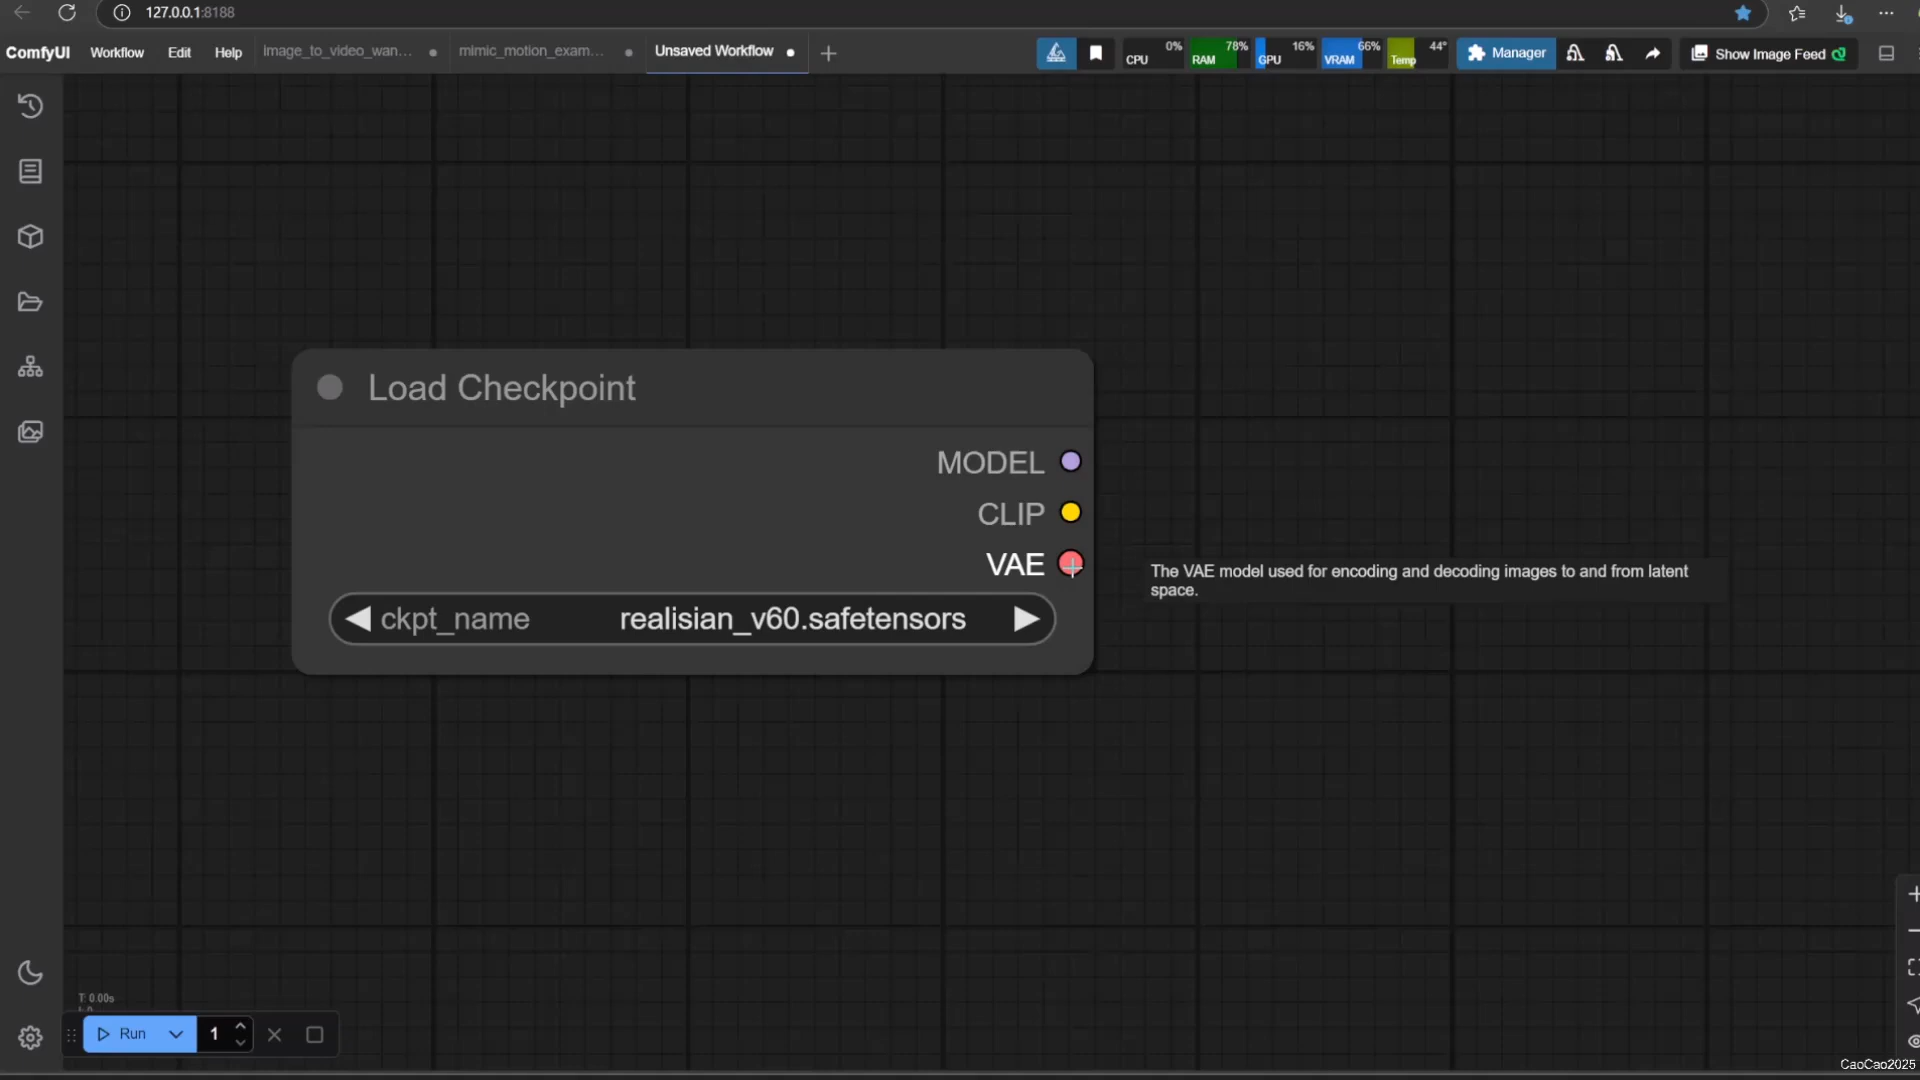 127.0.0.1:8188
ComfyUI Workflow Edit Help image_to_video_wan... mimic_motion_exam... Unsaved Workflow
CPU 0% RAM 78% GPU 16% VRAM 66% Temp 44° Manager Show Image Feed
Load Checkpoint
MODEL
CLIP
VAE
The VAE model used for encoding and decoding images to and from latent
space.
ckpt_name realisian_v60.safetensors
T: 0.00s
Run 1
CaoCao2025